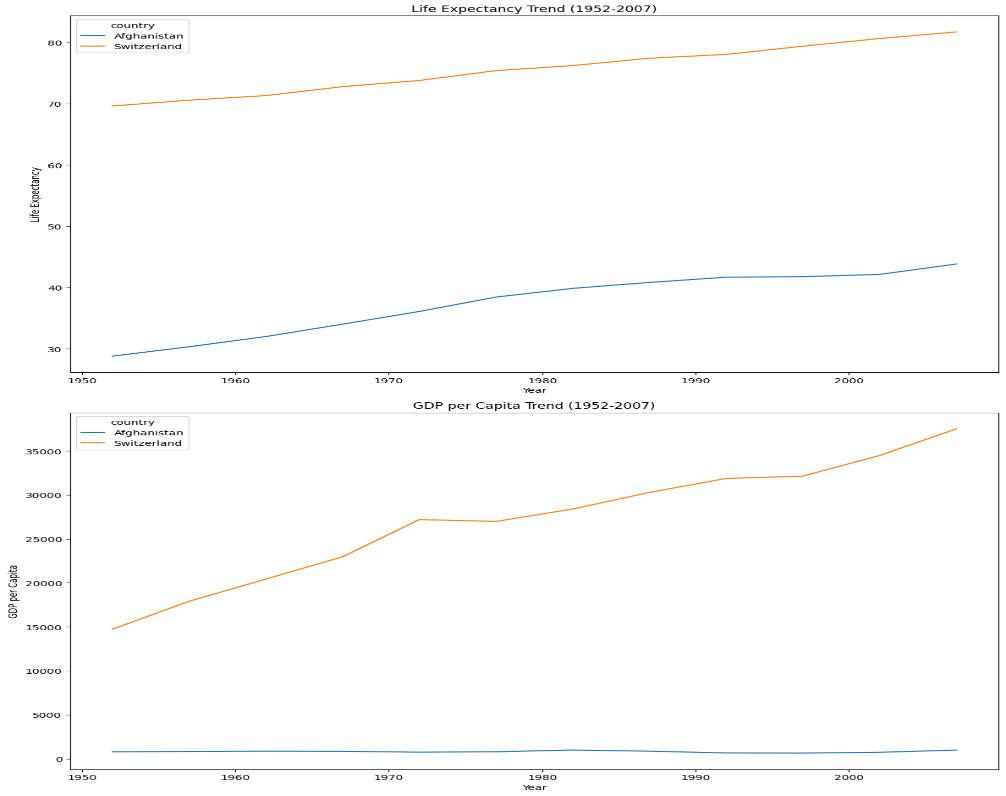 Life Expectancy Trend (1952-2007)
country
Afghanistan
Switzerland
80
70
60
50
40
30
Life Expectancy
1950 1960 1970 1980 1990 2000
Year
GDP per Capita Trend (1952-2007)
country
Afghanistan
Switzerland
35000
30000
25000
20000
15000
10000
5000
0
GDP per Capita
1950 1960 1970 1980 1990 2000
Year